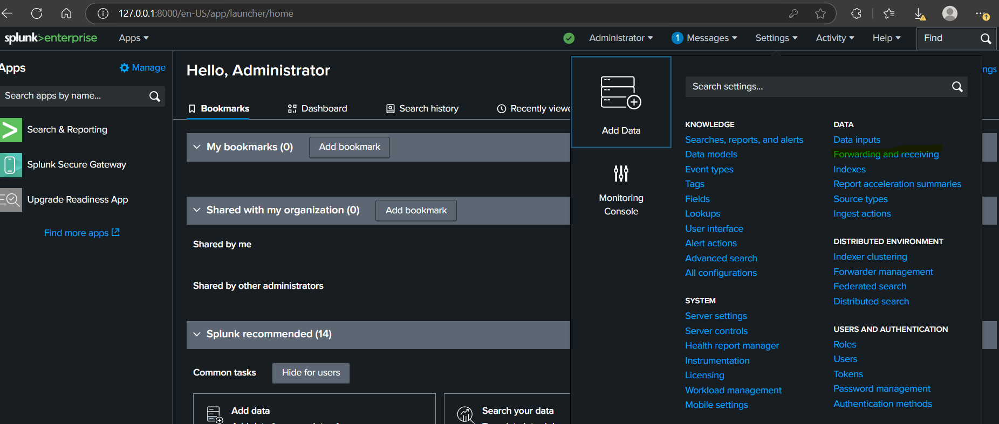 127.0.0.1:8000/en-US/app/launcher/home
splunk>enterprise
Apps
Administrator
1 Messages
Settings
Activity
Help
Find
Apps
Manage
Search apps by name...
Search & Reporting
Splunk Secure Gateway
Upgrade Readiness App
Find more apps
Hello, Administrator
Bookmarks
Dashboard
Search history
Recently viewe
My bookmarks (0)
Add bookmark
Shared with my organization (0)
Add bookmark
Shared by me
Shared by other administrators
Splunk recommended (14)
Common tasks
Hide for users
Add data
Search your data
Add Data
Monitoring
Console
Search settings...
ngs
KNOWLEDGE
Searches, reports, and alerts
Data models
Event types
Tags
Fields
Lookups
User interface
Alert actions
Advanced search
All configurations
SYSTEM
Server settings
Server controls
Health report manager
Instrumentation
Licensing
Workload management
Mobile settings
DATA
Data inputs
Forwarding and receiving
Indexes
Report acceleration summaries
Source types
Ingest actions
DISTRIBUTED ENVIRONMENT
Indexer clustering
Forwarder management
Federated search
Distributed search
USERS AND AUTHENTICATION
Roles
Users
Tokens
Password management
Authentication methods